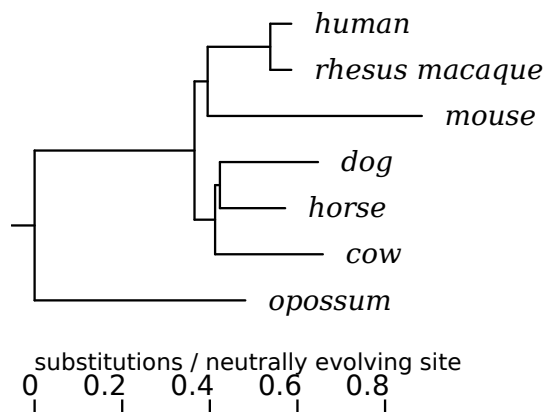 human
rhesus macaque
mouse
dog
horse
cow
opossum
substitutions / neutrally evolving site
0 0.2 0.4 0.6 0.8